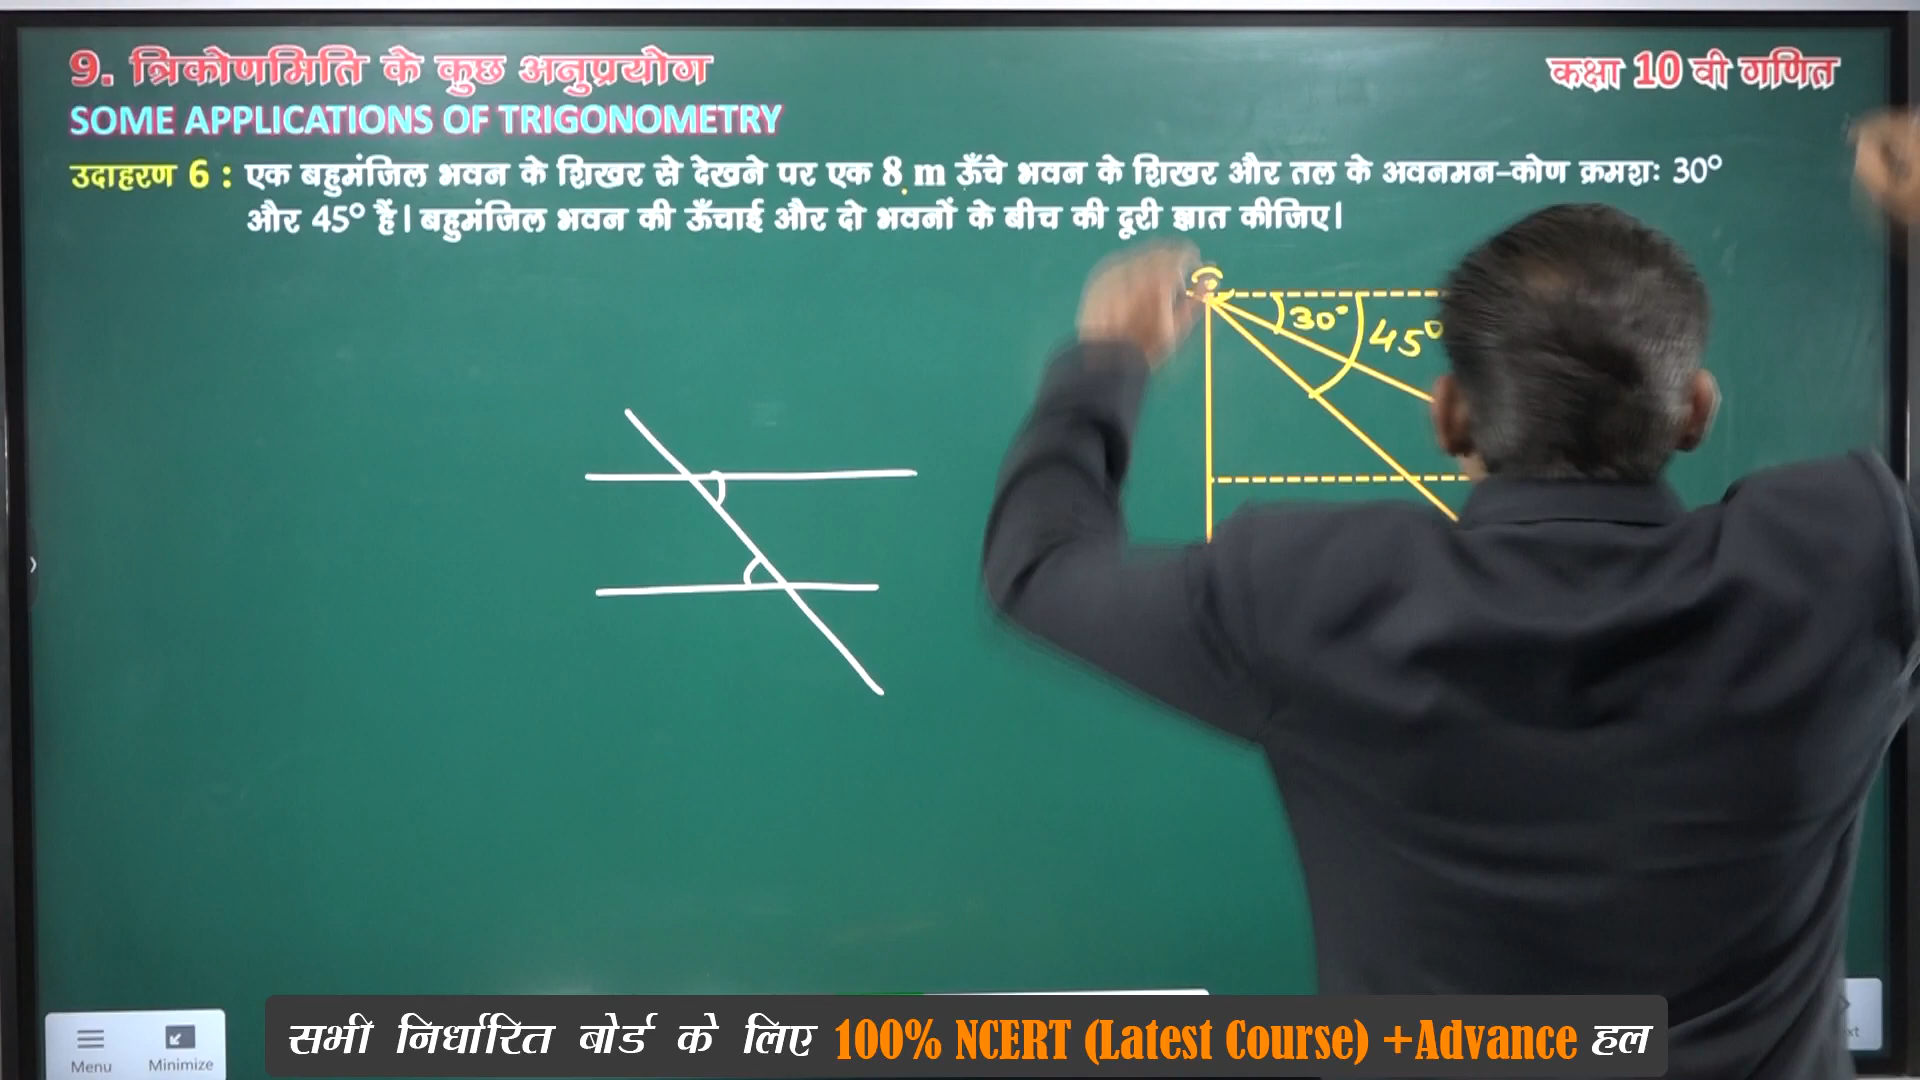 9. त्रिकोणमिति के कुछ अनुप्रयोग
कक्षा 10 वी गणित
SOME APPLICATIONS OF TRIGONOMETRY
उदाहरण 6 : एक बहुमंजिल भवन के शिखर से देखने पर एक 8 m ऊँचे भवन के शिखर और तल के अवनमन-कोण क्रमशः 30°
और 45° हैं। बहुमंजिल भवन की ऊँचाई और दो भवनों के बीच की दूरी ज्ञात कीजिए।
30°
45°
Menu
Minimize
सभी निर्धारित बोर्ड के लिए 100% NCERT (Latest Course) +Advance हल